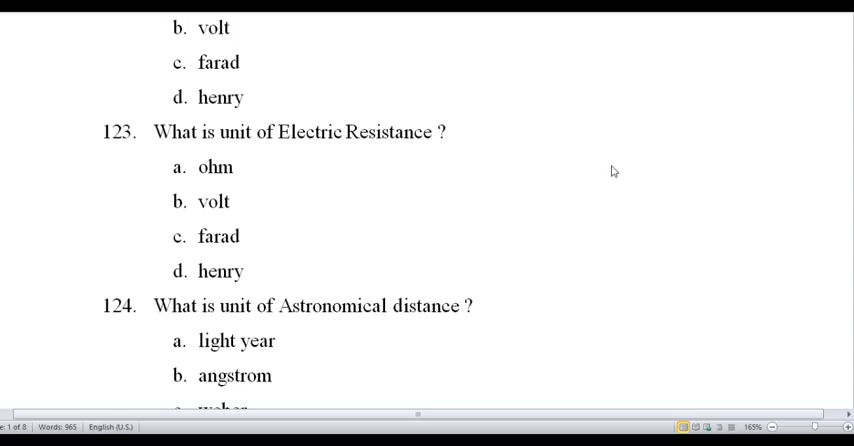 b. volt
c. farad
d. henry
123. What is unit of Electric Resistance ?
a. ohm
b. volt
c. farad
d. henry
124. What is unit of Astronomical distance ?
a. light year
b. angstrom
e: 1 of 8 Words: 965 English (U.S.) 165%